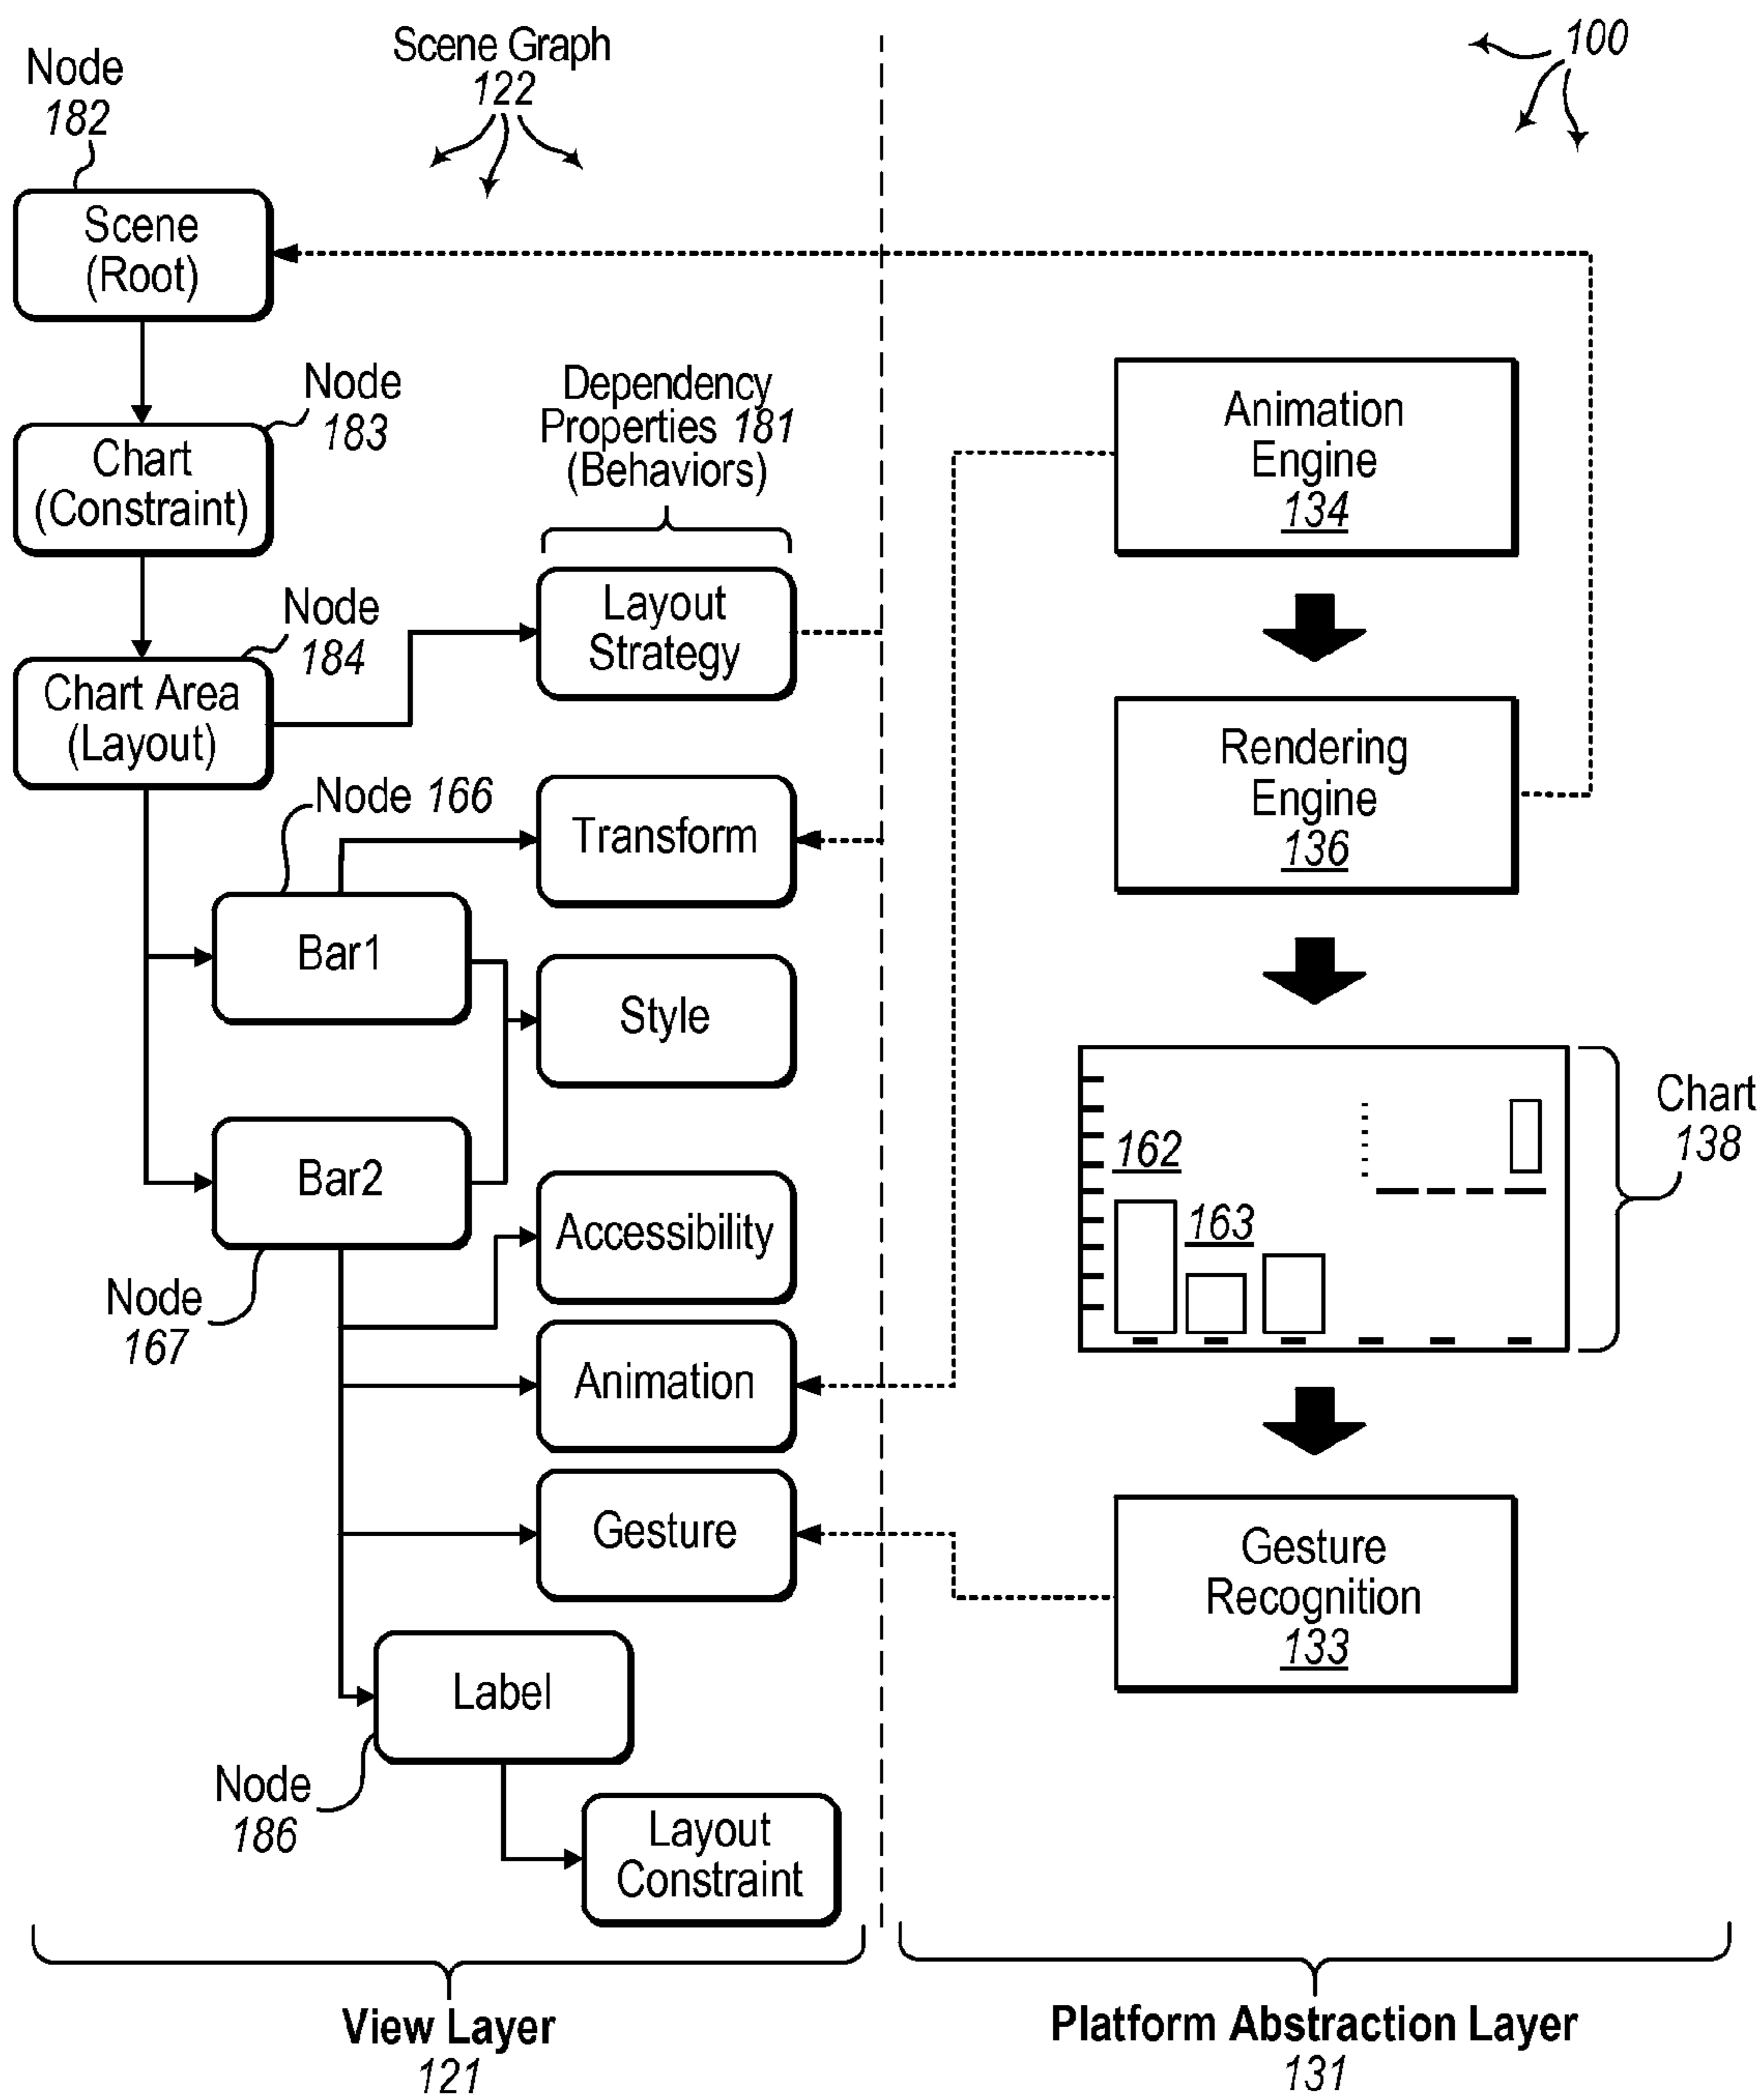 Scene Graph
122
100
Node
182
Scene
(Root)
Node
183
Chart
(Constraint)
Dependency
Properties 181
(Behaviors)
Animation
Engine
134
Node
184
Chart Area
(Layout)
Layout
Strategy
Rendering
Engine
136
Node 166
Transform
Bar1
Style
Bar2
Node
167
Accessibility
Animation
Gesture
162
163
Chart
138
Gesture
Recognition
133
Label
Node
186
Layout
Constraint
View Layer
121
Platform Abstraction Layer
131